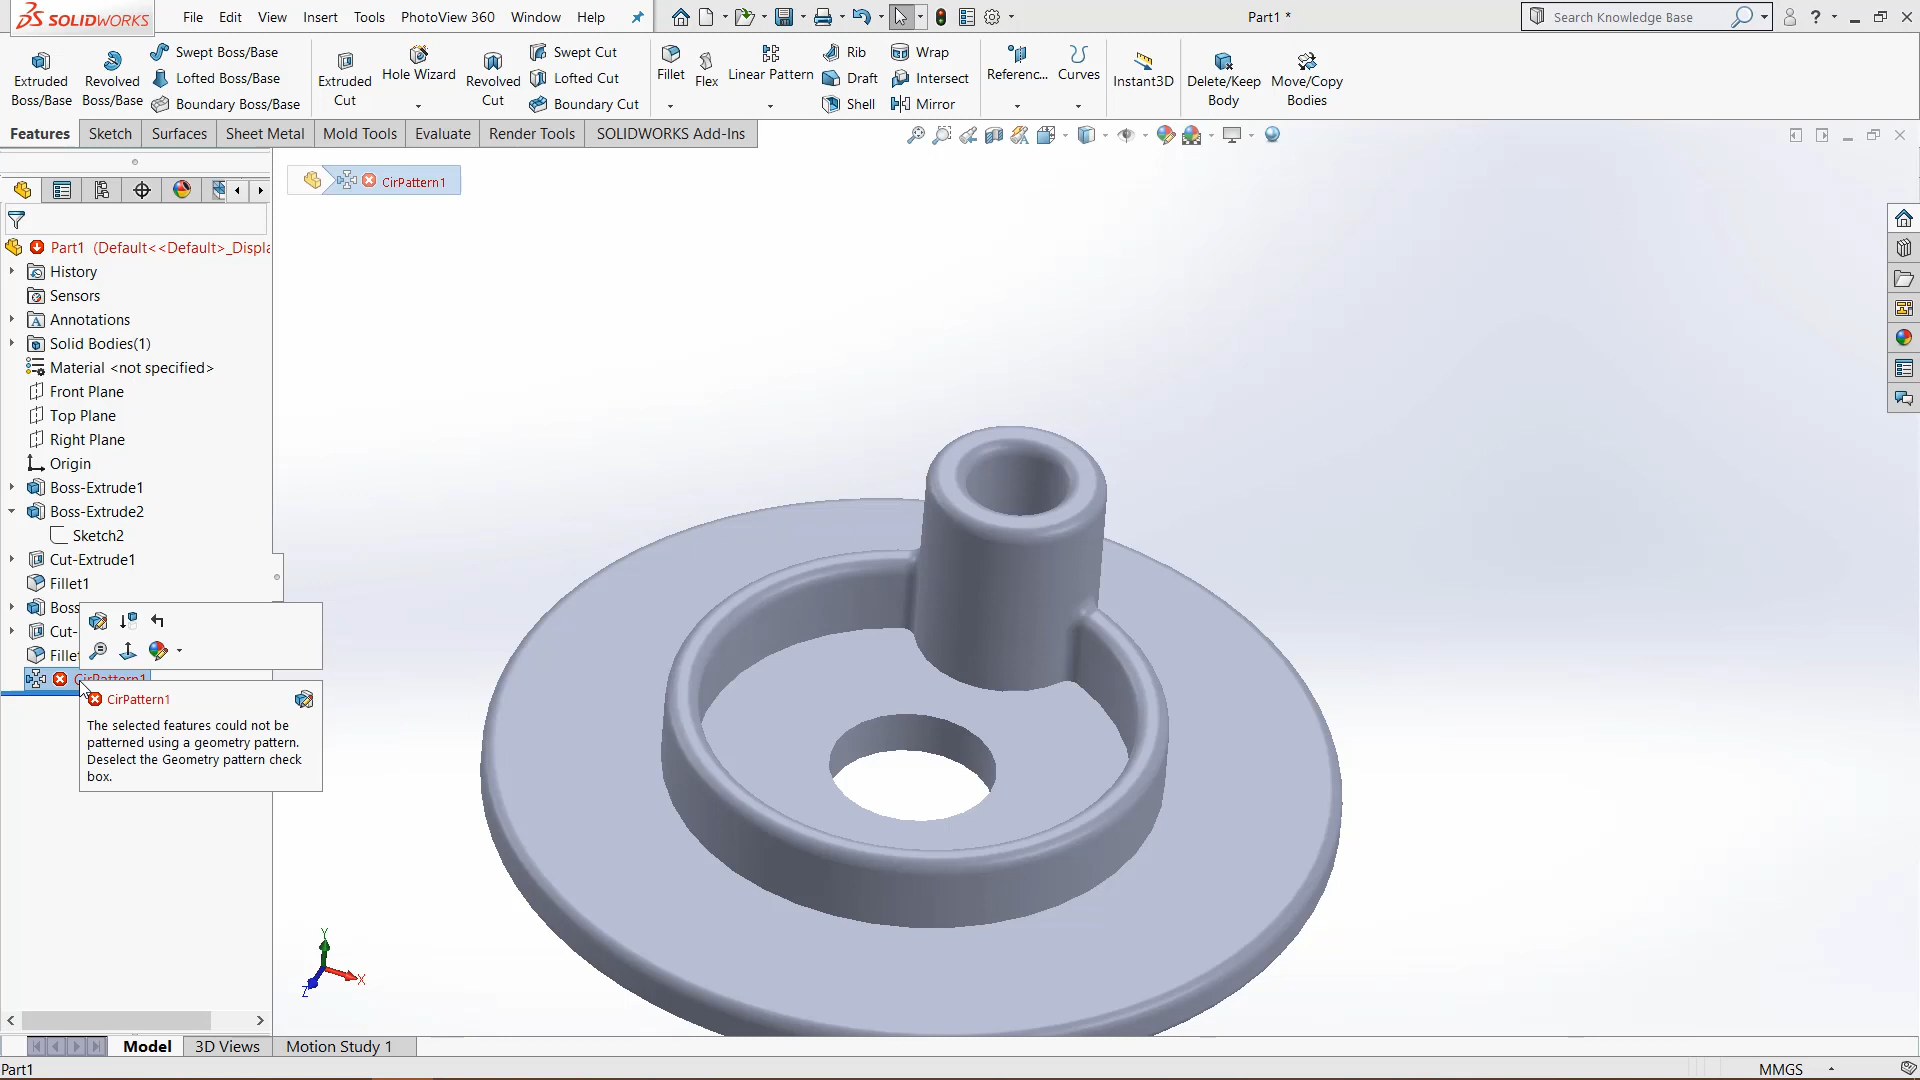 SOLIDWORKS
File Edit View Insert Tools PhotoView 360 Window Help
Part1 *
Search Knowledge Base
?
Extruded Boss/Base
Revolved Boss/Base
Swept Boss/Base
Lofted Boss/Base
Boundary Boss/Base
Extruded Cut
Hole Wizard
Revolved Cut
Swept Cut
Lofted Cut
Boundary Cut
Fillet
Flex
Linear Pattern
Rib
Draft
Shell
Wrap
Intersect
Mirror
Referenc...
Curves
Instant3D
Delete/Keep Body
Move/Copy Bodies
Features Sketch Surfaces Sheet Metal Mold Tools Evaluate Render Tools SOLIDWORKS Add-Ins
CirPattern1
Part1 (Default<<Default>_Displa
History
Sensors
Annotations
Solid Bodies(1)
Material <not specified>
Front Plane
Top Plane
Right Plane
Origin
Boss-Extrude1
Boss-Extrude2
Sketch2
Cut-Extrude1
Fillet1
Boss
Cut-
Fille
CirPattern1
CirPattern1
The selected features could not be
patterned using a geometry pattern.
Deselect the Geometry pattern check
box.
Y
X
Z
Model 3D Views Motion Study 1
Part1
MMGS